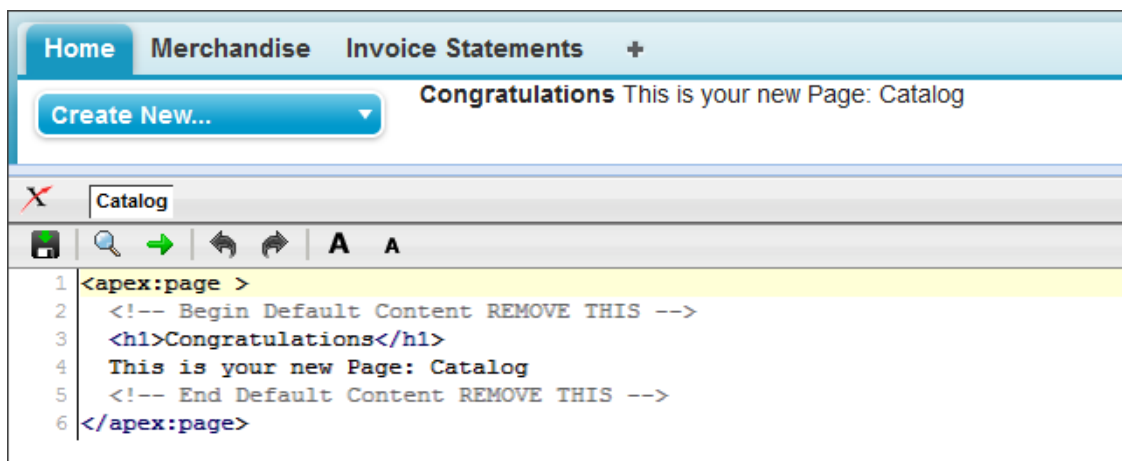 Home Merchandise Invoice Statements +
Create New...
Congratulations This is your new Page: Catalog
Catalog
A A
1 <apex:page >
2 <!-- Begin Default Content REMOVE THIS -->
3 <h1>Congratulations</h1>
4 This is your new Page: Catalog
5 <!-- End Default Content REMOVE THIS -->
6 </apex:page>